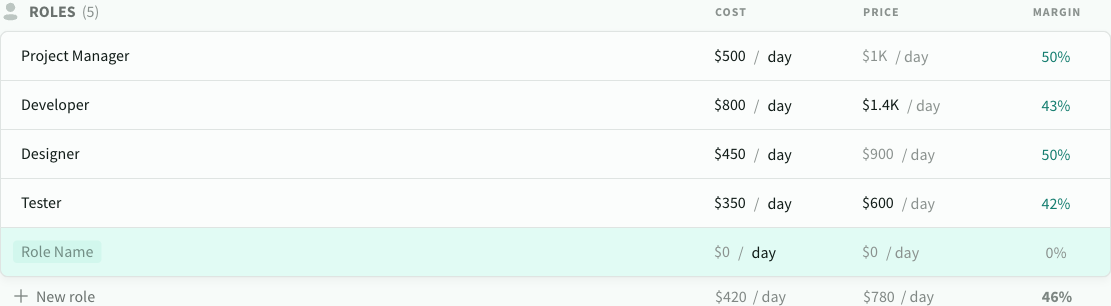 ROLES (5) COST PRICE MARGIN
Project Manager $500 / day $1K / day 50%
Developer $800 / day $1.4K / day 43%
Designer $450 / day $900 / day 50%
Tester $350 / day $600 / day 42%
Role Name $0 / day $0 / day 0%
New role $420 / day $780 / day 46%